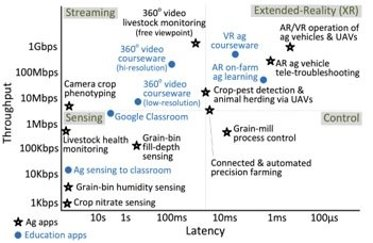 Streaming
360° video
livestock monitoring
(free viewpoint)
Extended-Reality (XR)
VR ag
courseware
AR/VR operation of
ag vehicles & UAVs
1Gbps
360° video
courseware
(hi-resolution)
AR on-farm
ag learning
AR ag vehicle
tele-troubleshooting
100Mbps
Camera crop
phenotyping
360° video
courseware
(low-resolution)
Crop-pest detection &
animal herding via UAVs
10Mbps
Throughput
Sensing
Google Classroom
Control
1Mbps
Livestock health
monitoring
Grain-bin
fill-depth
sensing
Grain-mill
process control
100Kbps
Connected & automated
precision farming
Ag sensing to classroom
10Kbps
Grain-bin humidity sensing
1Kbps
Crop nitrate sensing
10s
1s
100ms
10ms
1ms
100µs
Ag apps
Education apps
Latency